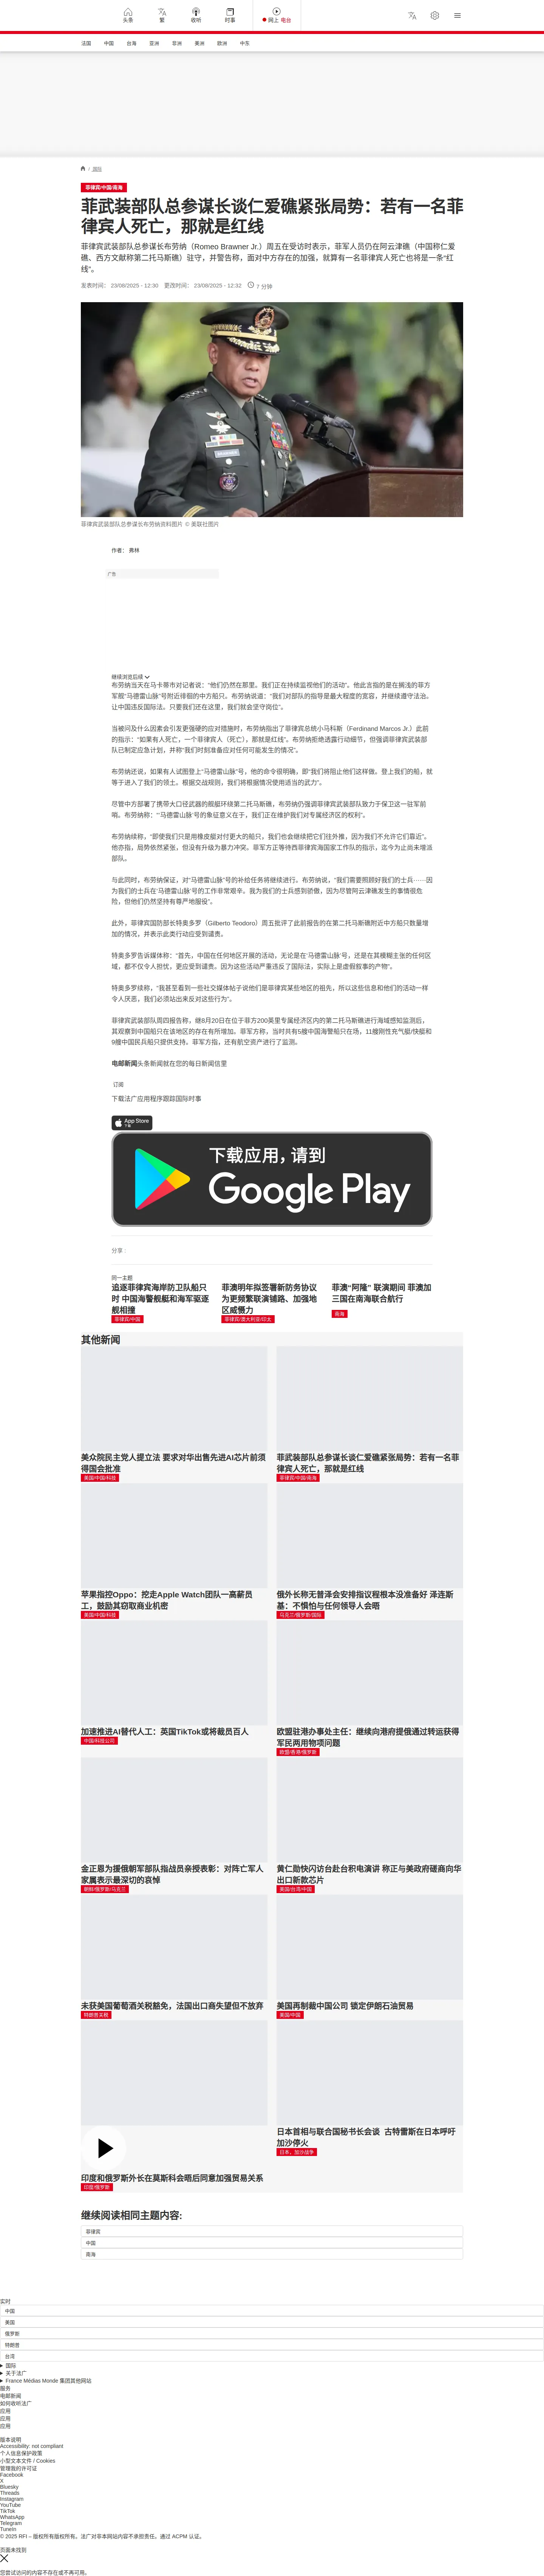 头条
繁
收听
时事
网上 电台
法国 中国 台海 亚洲 非洲 美洲 欧洲 中东
/ 国际
菲律宾/中国/南海
菲武装部队总参谋长谈仁爱礁紧张局势：若有一名菲
律宾人死亡，那就是红线
菲律宾武装部队总参谋长布劳纳（Romeo Brawner Jr.）周五在受访时表示，菲军人员仍在阿云津礁（中国称仁爱
礁、西方文献称第二托马斯礁）驻守，并警告称，面对中方存在的加强，就算有一名菲律宾人死亡也将是一条“红
线”。
发表时间： 23/08/2025 - 12:30 更改时间： 23/08/2025 - 12:32 7 分钟
菲律宾武装部队总参谋长布劳纳资料图片 © 美联社图片
作者： 弗林
广告
继续浏览后续
布劳纳当天在马卡蒂市对记者说：“他们仍然在那里。我们正在持续监视他们的活动”。他此言指的是在搁浅的菲方
军舰“马德雷山脉”号附近徘徊的中方船只。布劳纳说道：“我们对部队的指导是最大程度的宽容，并继续遵守法治。
让中国违反国际法。只要我们还在这里，我们就会坚守岗位”。
当被问及什么因素会引发更强硬的应对措施时，布劳纳指出了菲律宾总统小马科斯（Ferdinand Marcos Jr.）此前
的指示：“如果有人死亡，一个菲律宾人（死亡），那就是红线”。布劳纳拒绝透露行动细节，但强调菲律宾武装部
队已制定应急计划，并称“我们时刻准备应对任何可能发生的情况”。
布劳纳还说，如果有人试图登上“马德雷山脉”号，他的命令很明确，即“我们将阻止他们这样做。登上我们的船，就
等于进入了我们的领土。根据交战规则，我们将根据情况使用适当的武力”。
尽管中方部署了携带大口径武器的舰艇环绕第二托马斯礁，布劳纳仍强调菲律宾武装部队致力于保卫这一驻军前
哨。布劳纳称：“‘马德雷山脉’号的象征意义在于，我们正在维护我们对专属经济区的权利”。
布劳纳续称，“即使我们只是用橡皮艇对付更大的船只，我们也会继续把它们往外推，因为我们不允许它们靠近”。
他亦指，局势依然紧张，但没有升级为暴力冲突。菲军方正等待西菲律宾海国家工作队的指示，迄今为止尚未增派
部队。
与此同时，布劳纳保证，对“马德雷山脉”号的补给任务将继续进行。布劳纳说，“我们需要照顾好我们的士兵……因
为我们的士兵在‘马德雷山脉’号的工作非常艰辛。我为我们的士兵感到骄傲，因为尽管阿云津礁发生的事情很危
险，但他们仍然坚持有尊严地服役”。
此外，菲律宾国防部长特奥多罗（Gilberto Teodoro）周五批评了此前报告的在第二托马斯礁附近中方船只数量增
加的情况，并表示此类行动应受到谴责。
特奥多罗告诉媒体称：“首先，中国在任何地区开展的活动，无论是在‘马德雷山脉’号，还是在其模糊主张的任何区
域，都不仅令人担忧，更应受到谴责。因为这些活动严重违反了国际法，实际上是虚假叙事的产物”。
特奥多罗续称，“我甚至看到一些社交媒体帖子说他们是菲律宾某些地区的祖先，所以这些信息和他们的活动一样
令人厌恶，我们必须站出来反对这些行为”。
菲律宾武装部队周四报告称，继8月20日在位于菲方200英里专属经济区内的第二托马斯礁进行海域感知监测后，
其观察到中国船只在该地区的存在有所增加。菲军方称，当时共有5艘中国海警船只在场，11艘刚性充气艇/快艇和
9艘中国民兵船只提供支持。菲军方指，还有航空资产进行了监测。
电邮新闻头条新闻就在您的每日新闻信里
订阅
下载法广应用程序跟踪国际时事
App Store
下载
下载应用，请到
Google Play
分享 :
同一主题
追逐菲律宾海岸防卫队船只
时 中国海警舰艇和海军驱逐
舰相撞
菲律宾/中国
菲澳明年拟签署新防务协议
为更频繁联演铺路、加强地
区威慑力
菲律宾/澳大利亚/印太
菲澳“阿隆” 联演期间 菲澳加
三国在南海联合航行
南海
其他新闻
美众院民主党人提立法 要求对华出售先进AI芯片前须
得国会批准
美国/中国/科技
菲武装部队总参谋长谈仁爱礁紧张局势：若有一名菲
律宾人死亡，那就是红线
菲律宾/中国/南海
苹果指控Oppo：挖走Apple Watch团队一高薪员
工，鼓励其窃取商业机密
美国/中国/科技
俄外长称无普泽会安排指议程根本没准备好 泽连斯
基：不惧怕与任何领导人会晤
乌克兰/俄罗斯/国际
加速推进AI替代人工：英国TikTok或将裁员百人
中国/科技公司
欧盟驻港办事处主任：继续向港府提俄通过转运获得
军民两用物项问题
欧盟/香港/俄罗斯
金正恩为援俄朝军部队指战员亲授表彰：对阵亡军人
家属表示最深切的哀悼
朝鲜/俄罗斯/乌克兰
黄仁勋快闪访台赴台积电演讲 称正与美政府磋商向华
出口新款芯片
美国/台湾/中国
未获美国葡萄酒关税豁免，法国出口商失望但不放弃
特朗普关税
美国再制裁中国公司 锁定伊朗石油贸易
美国/中国
印度和俄罗斯外长在莫斯科会晤后同意加强贸易关系
印度/俄罗斯
日本首相与联合国秘书长会谈 古特雷斯在日本呼吁
加沙停火
日本，加沙战争
继续阅读相同主题内容:
菲律宾
中国
南海
实时
中国
美国
俄罗斯
特朗普
台湾
国际
关于法广
France Médias Monde 集团其他网站
服务
电邮新闻
如何收听法广
应用
应用
应用
版本说明
Accessibility: not compliant
个人信息保护政策
小型文本文件 / Cookies
管理我的许可证
Facebook
X
Bluesky
Threads
Instagram
YouTube
TikTok
WhatsApp
Telegram
TuneIn
© 2025 RFI – 版权所有版权所有。法广对非本网站内容不承担责任。通过 ACPM 认证。
页面未找到
您尝试访问的内容不存在或不再可用。